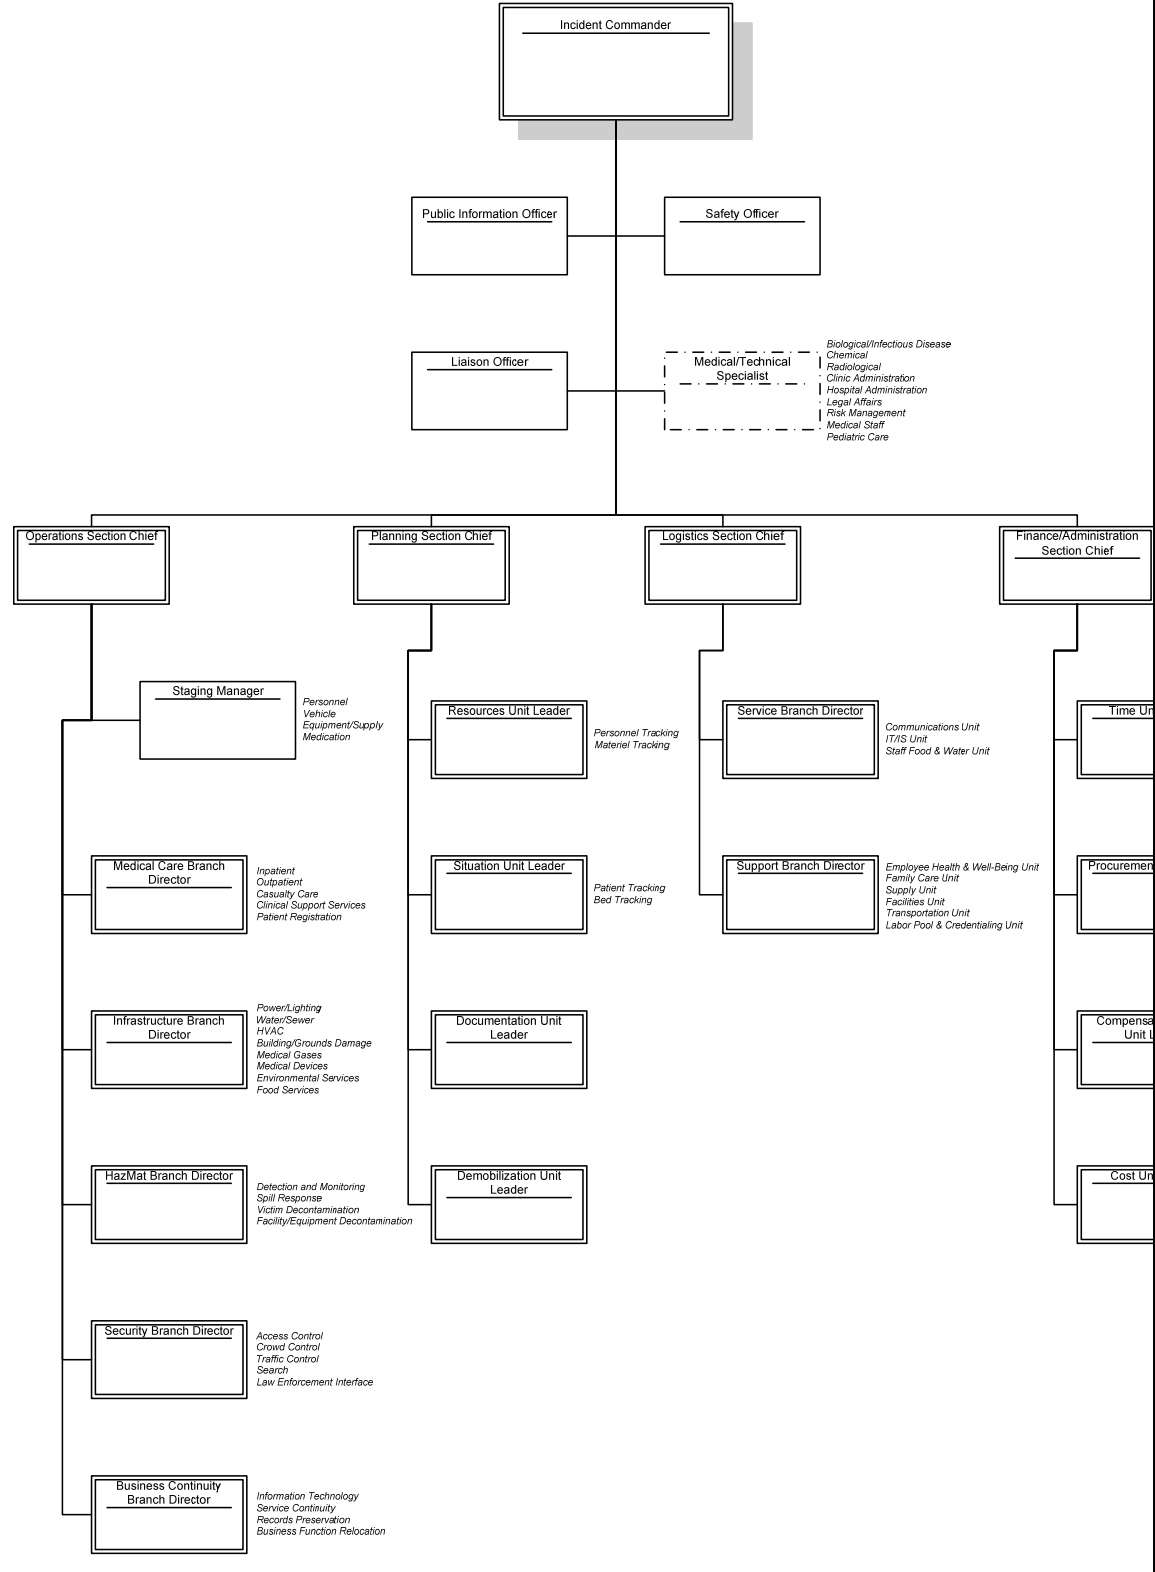 Incident Commander
Public Information Officer
Safety Officer
Liaison Officer
Medical/Technical
Specialist
Biological/Infectious Disease
Chemical
Radiological
Clinic Administration
Hospital Administration
Legal Affairs
Risk Management
Medical Staff
Pediatric Care
Operations Section Chief
Planning Section Chief
Logistics Section Chief
Finance/Administration
Section Chief
Staging Manager
Personnel
Vehicle
Equipment/Supply
Medication
Medical Care Branch
Director
Inpatient
Outpatient
Casualty Care
Clinical Support Services
Patient Registration
Infrastructure Branch
Director
Power/Lighting
Water/Sewer
HVAC
Building/Grounds Damage
Medical Gases
Medical Devices
Environmental Services
Food Services
HazMat Branch Director
Detection and Monitoring
Spill Response
Victim Decontamination
Facility/Equipment Decontamination
Security Branch Director
Access Control
Crowd Control
Traffic Control
Search
Law Enforcement Interface
Business Continuity
Branch Director
Information Technology
Service Continuity
Records Preservation
Business Function Relocation
Resources Unit Leader
Personnel Tracking
Materiel Tracking
Situation Unit Leader
Patient Tracking
Bed Tracking
Documentation Unit
Leader
Demobilization Unit
Leader
Service Branch Director
Communications Unit
IT/IS Unit
Staff Food & Water Unit
Support Branch Director
Employee Health & Well-Being Unit
Family Care Unit
Supply Unit
Facilities Unit
Transportation Unit
Labor Pool & Credentialing Unit
Time Un
Procuremen
Compensa
Unit L
Cost Un